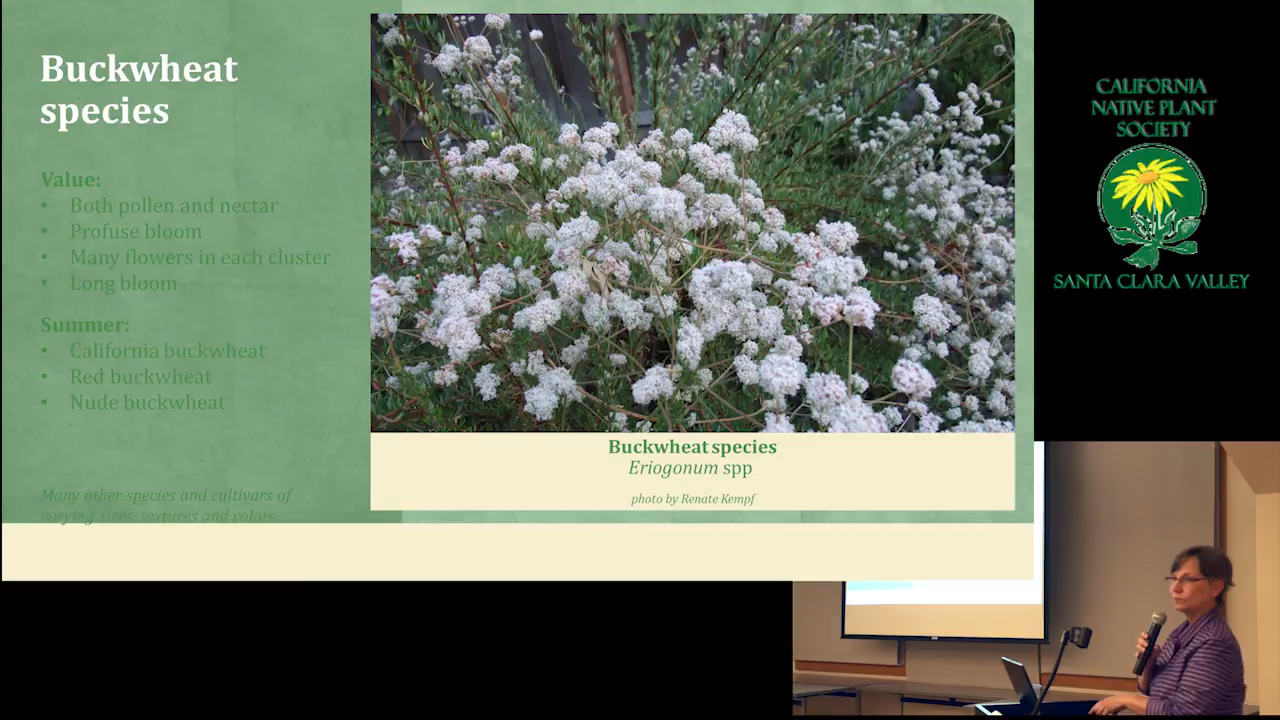 Buckwheat
species
Value:
• Both pollen and nectar
• Profuse bloom
• Many flowers in each cluster
• Long bloom
Summer:
• California buckwheat
• Red buckwheat
• Nude buckwheat
Many other species and cultivars of
varying sizes, textures and colors
Buckwheat species
Eriogonum spp
photo by Renate Kempf
CALIFORNIA
NATIVE PLANT
SOCIETY
SANTA CLARA VALLEY